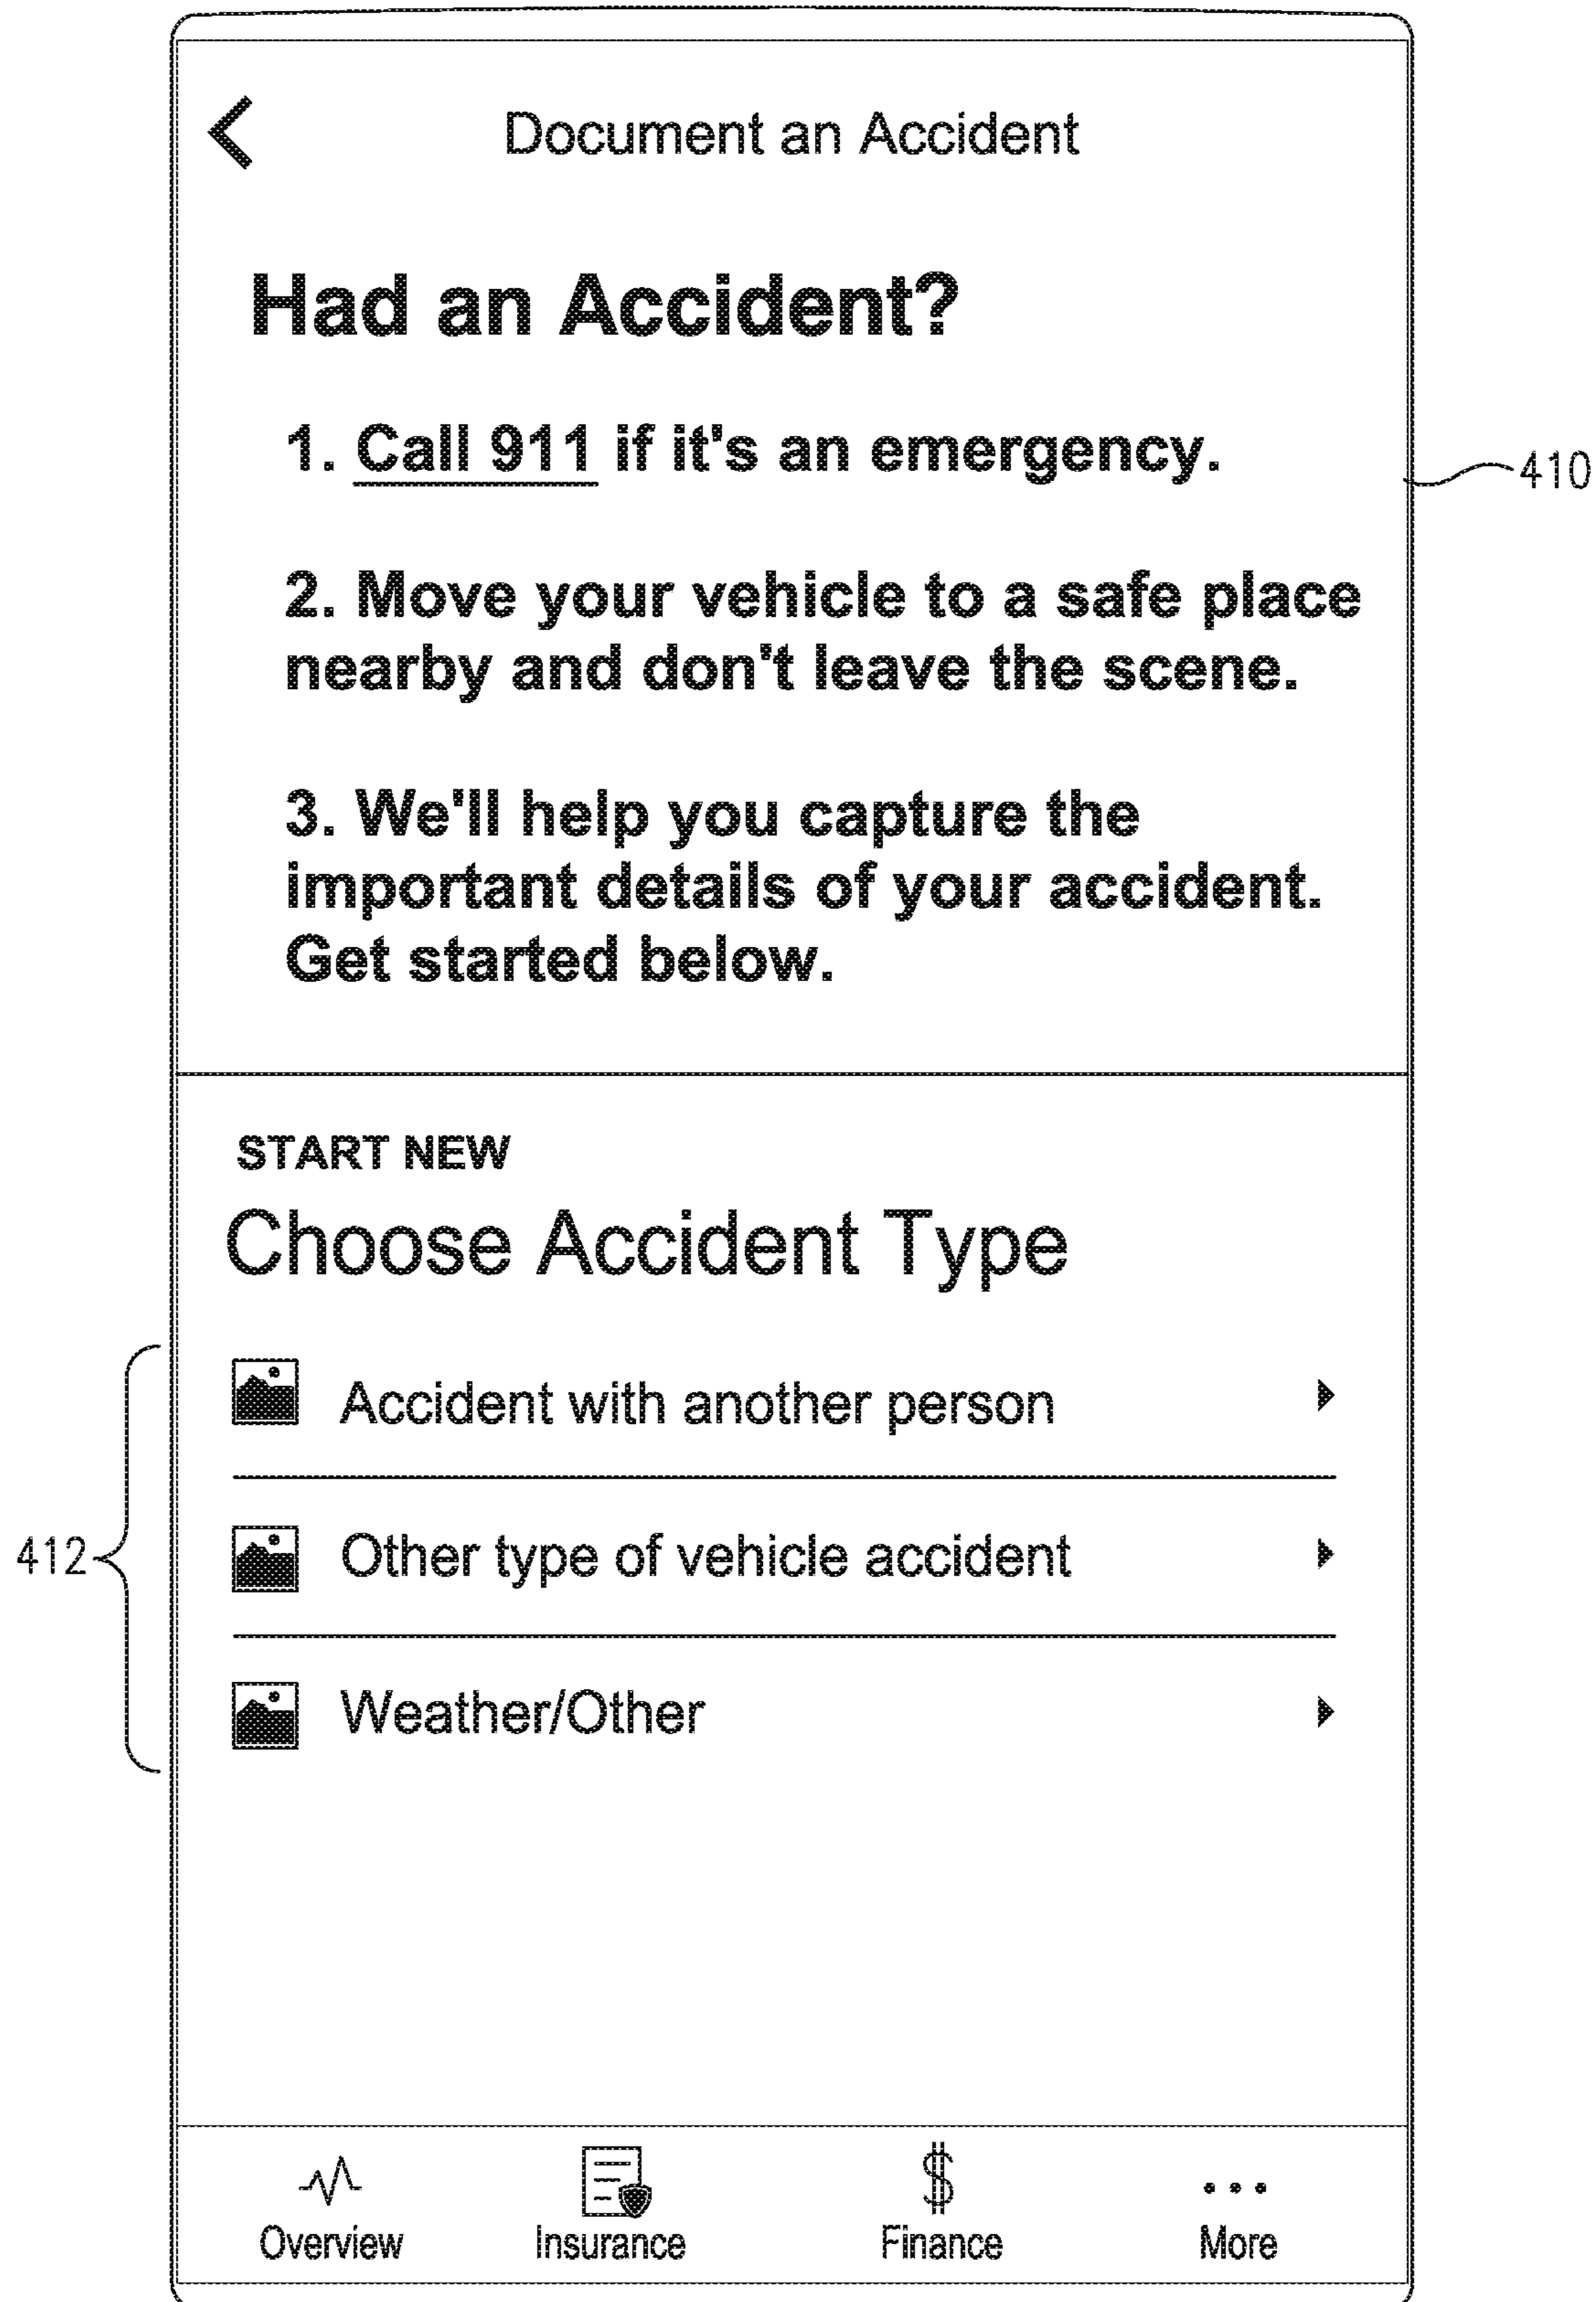 Document an Accident
Had an Accident?
1. Call 911 if it's an emergency.
410
2. Move your vehicle to a safe place
nearby and don't leave the scene.
3. We'll help you capture the
important details of your accident.
Get started below.
START NEW
Choose Accident Type
Accident with another person
412
Other type of vehicle accident
Weather/Other
Overview
Insurance
Finance
More